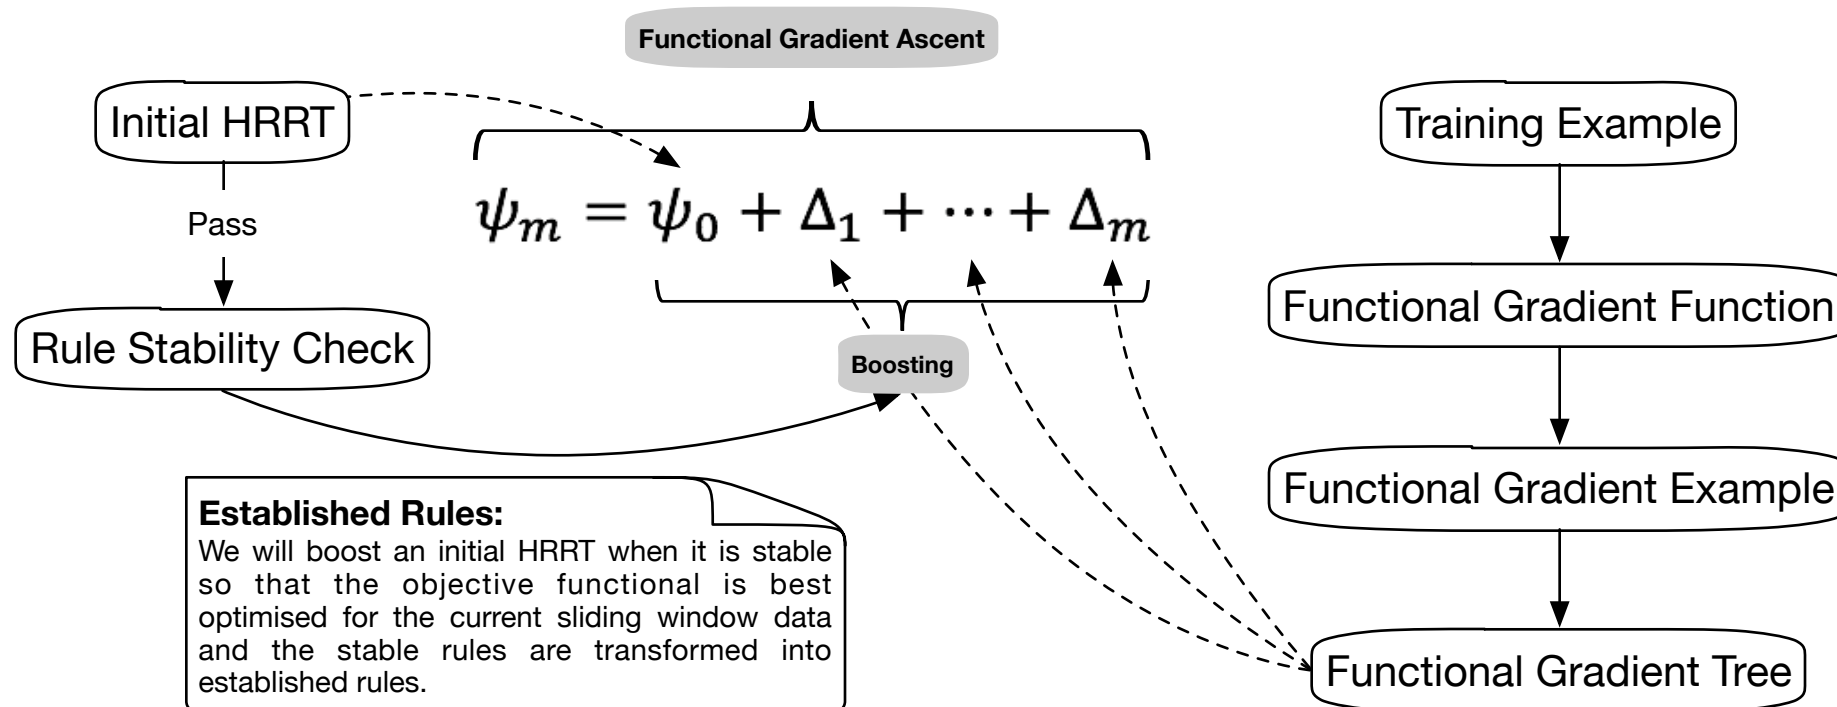 Functional Gradient Ascent
Initial HRRT
Training Example
Pass
ψₘ = ψ₀ + Δ₁ + ⋯ + Δₘ
Functional Gradient Function
Rule Stability Check
Boosting
Functional Gradient Example
Established Rules:
We will boost an initial HRRT when it is stable
so that the objective functional is best
optimised for the current sliding window data
and the stable rules are transformed into
established rules.
Functional Gradient Tree